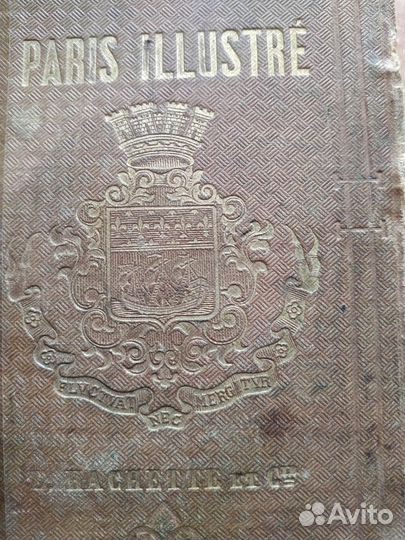 PARIS ILLUSTRÉ
FLVCTVAT NEC MERGITVR
L. HACHETTE ET Cie
Avito